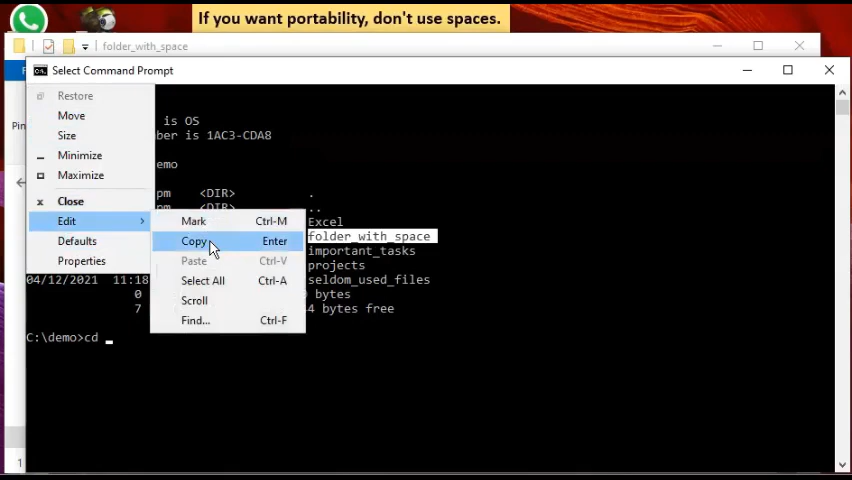 If you want portability, don't use spaces.
folder_with_space
Select Command Prompt
Restore
Move
Size
Minimize
Maximize
Close
Edit
Defaults
Properties
Mark Ctrl-M
Copy Enter
Paste Ctrl-V
Select All Ctrl-A
Scroll
Find... Ctrl-F
is OS
ber is 1AC3-CDA8
emo
pm <DIR> .
pm <DIR> ..
Excel
folder_with_space
important_tasks
projects
04/12/2021 11:18 seldom_used_files
0 bytes
7 4 bytes free
C:\demo>cd
Pin
1